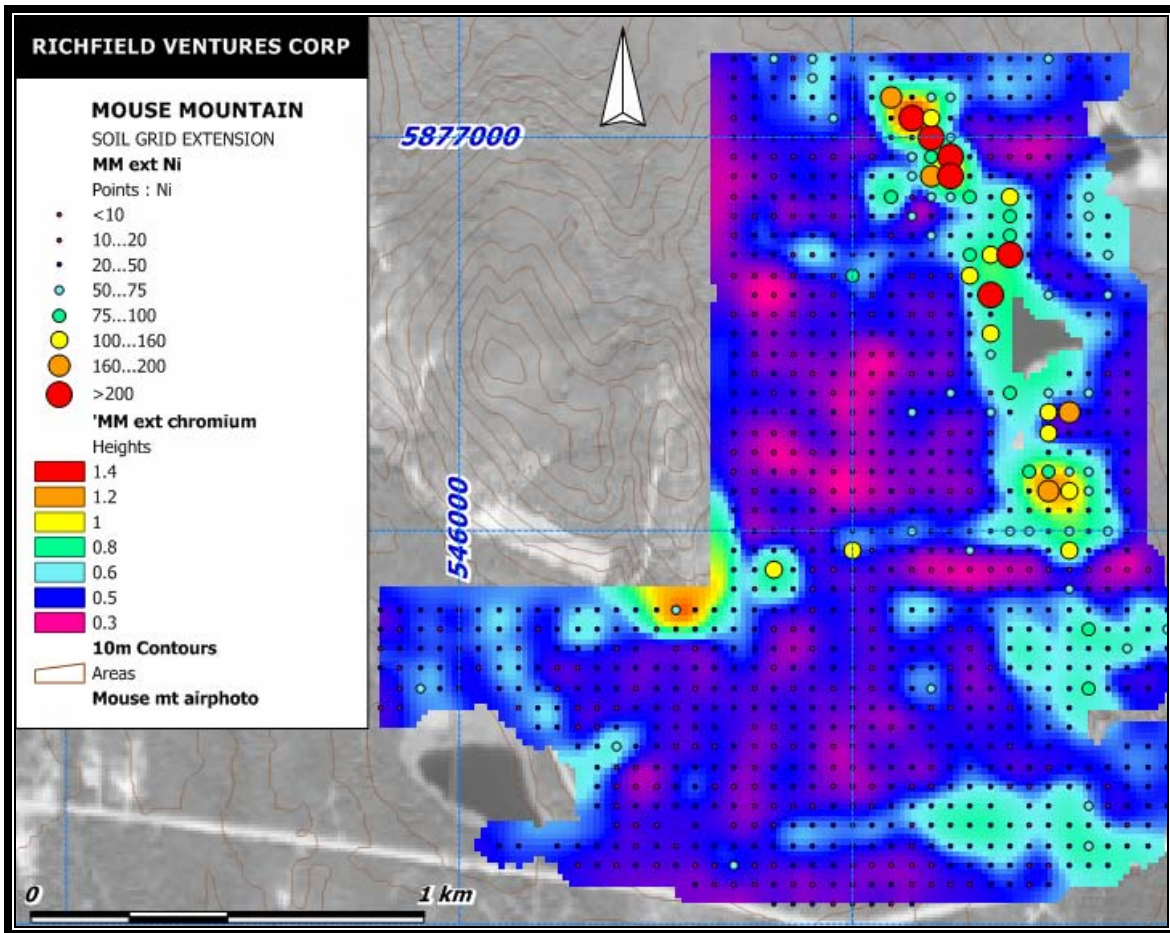 RICHFIELD VENTURES CORP
MOUSE MOUNTAIN
SOIL GRID EXTENSION
MM ext Ni
Points : Ni
<10
10...20
20...50
50...75
75...100
100...160
160...200
>200
'MM ext chromium
Heights
1.4
1.2
1
0.8
0.6
0.5
0.3
10m Contours
Areas
Mouse mt airphoto
5877000
546000
0
1 km